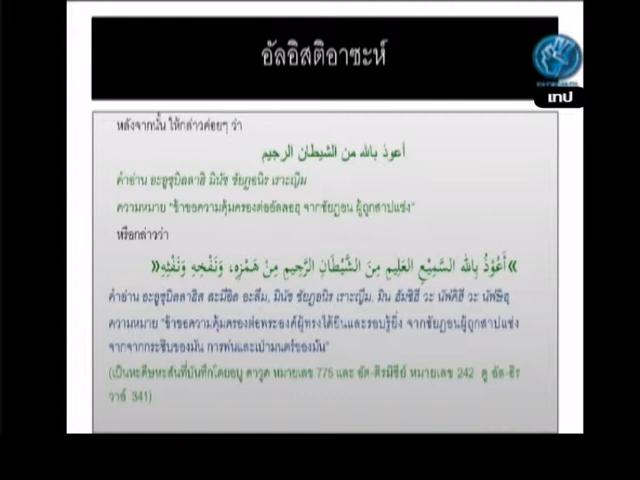 อัลอิสติอาซะห์
เทป
หลังจากนั้น ให้กล่าวค่อยๆ ว่า
أعوذ بالله من الشيطان الرجيم
คำอ่าน อะอูซุบิลลาฮิ มินัช ชัยฏอนิร เราะญีม
ความหมาย "ข้าขอความคุ้มครองต่ออัลลอฮฺ จากชัยฏอน ผู้ถูกสาปแช่ง"
หรือกล่าวว่า
»أَعُوْذُ بِاللهِ السَّمِيْعِ العَلِيمِ مِنَ الشَّيْطَانِ الرَّجِيمِ مِنْ هَمْزِهِ، وَنَفْخِهِ وَنَفْثِهِ«
คำอ่าน อะอูซุบิลลาฮิส สะมีอิล อะลีม, มินัช ชัยฏอนิร เราะญีม. มิน ฮัมซิฮี วะ นัฟคิฮี วะ นัฟษิฮฺ
ความหมาย "ข้าขอความคุ้มครองต่อพระองค์ผู้ทรงได้ยินและรอบรู้ยิ่ง จากชัยฏอนผู้ถูกสาปแช่ง
จากจากกระซิบของมัน การพ่นและเป่ามนตร์ของมัน"
(เป็นหะดีษหะสันที่บันทึกโดยอบู ดาวูด หมายเลข 775 และ อัต-ติรมิซีย์ หมายเลข 242 ดู อัล-อิร
วาอ์ 341)